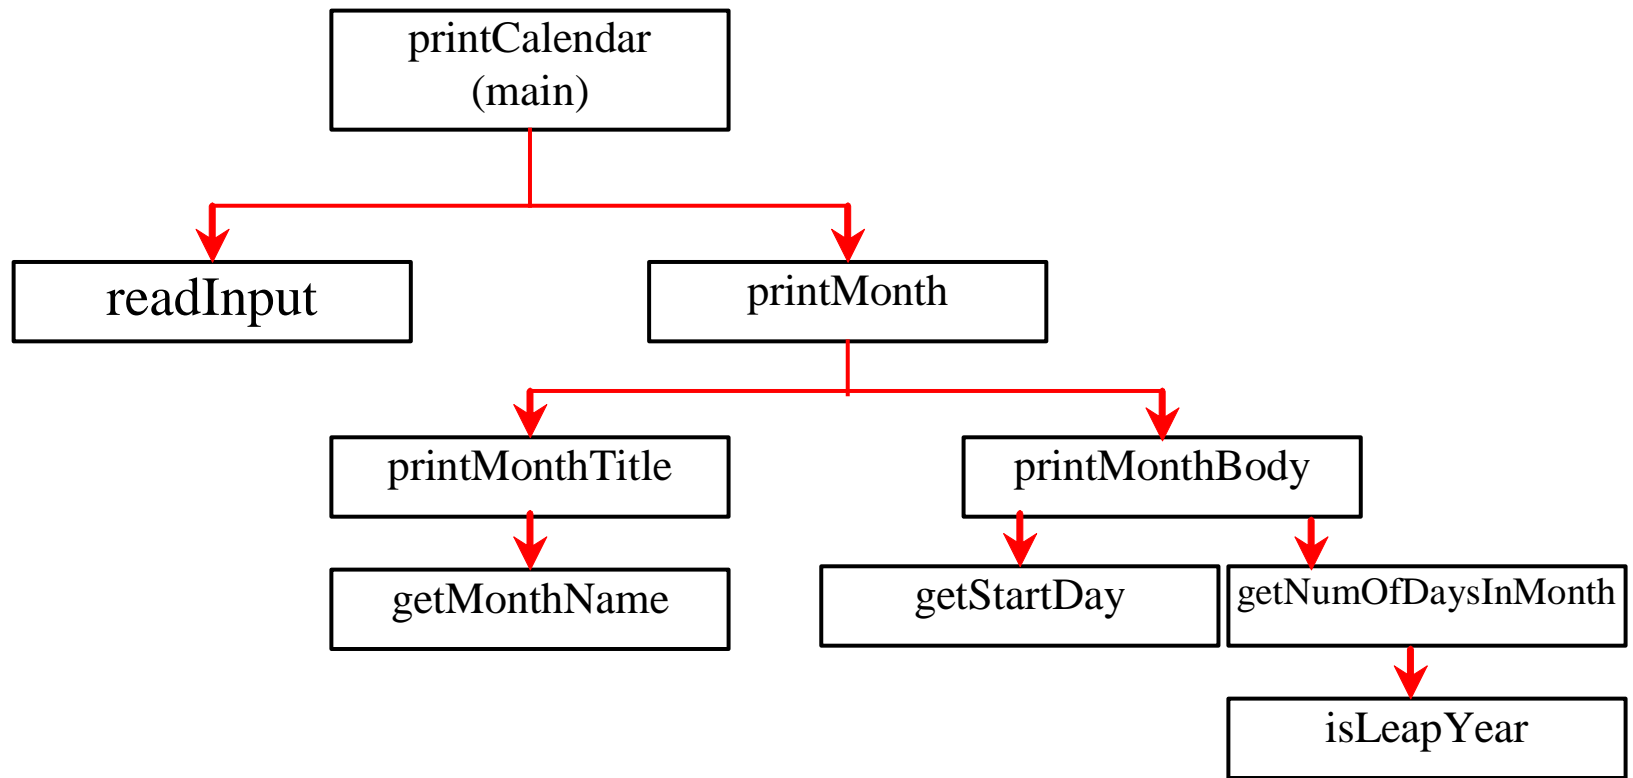 printCalendar
(main)
readInput
printMonth
printMonthTitle
printMonthBody
getMonthName
getStartDay
getNumOfDaysInMonth
isLeapYear